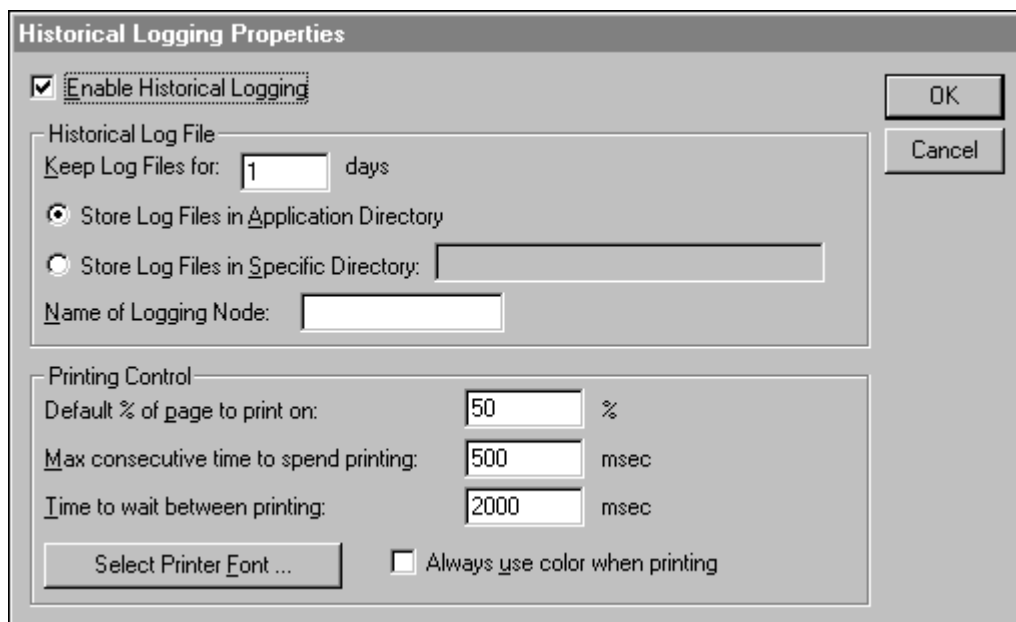 Historical Logging Properties
Enable Historical Logging
OK
Historical Log File
Cancel
Keep Log Files for: 1 days
Store Log Files in Application Directory
Store Log Files in Specific Directory:
Name of Logging Node:
Printing Control
Default % of page to print on: 50 %
Max consecutive time to spend printing: 500 msec
Time to wait between printing: 2000 msec
Select Printer Font ... Always use color when printing